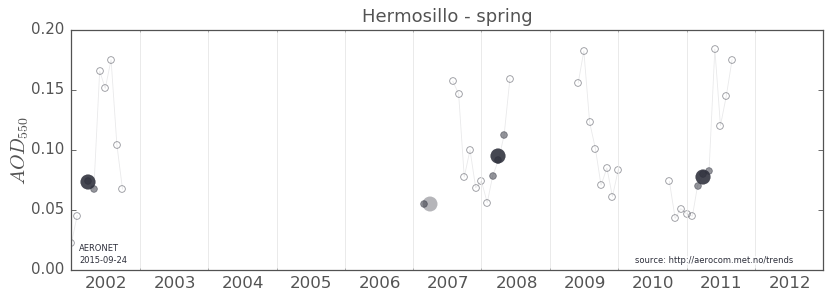 Hermosillo - spring
0.20
0.15
0.10
0.05
0.00
AOD550
AERONET
2015-09-24
source: http://aerocom.met.no/trends
2002 2003 2004 2005 2006 2007 2008 2009 2010 2011 2012